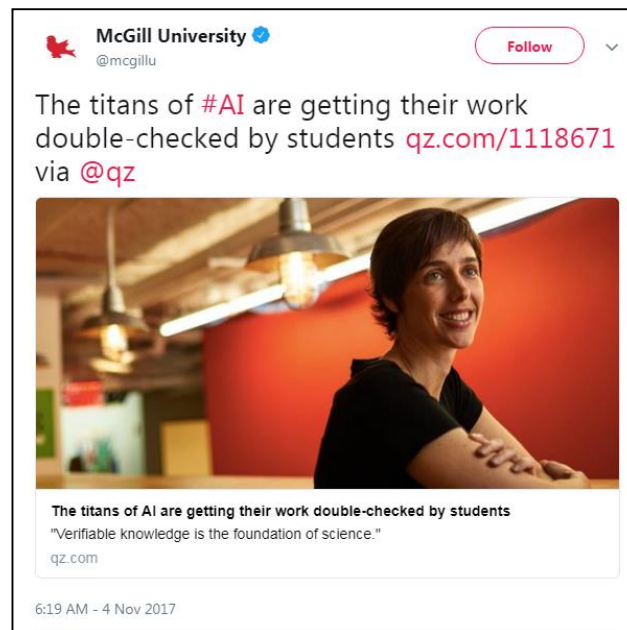 McGill University
@mcgillu
Follow
The titans of #AI are getting their work
double-checked by students qz.com/1118671
via @qz
The titans of AI are getting their work double-checked by students
"Verifiable knowledge is the foundation of science."
qz.com
6:19 AM - 4 Nov 2017